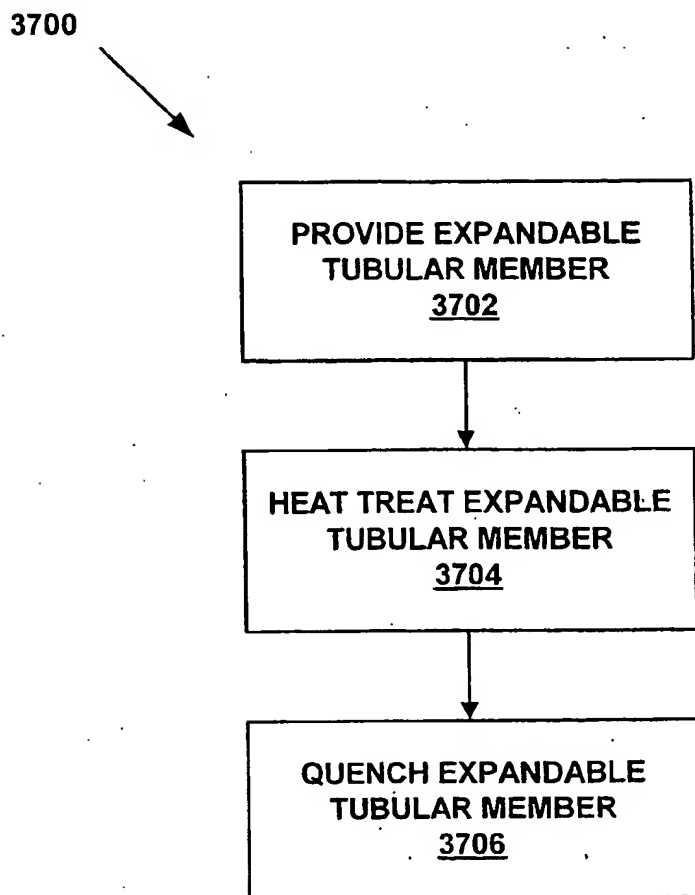 3700
PROVIDE EXPANDABLE
TUBULAR MEMBER
3702
HEAT TREAT EXPANDABLE
TUBULAR MEMBER
3704
QUENCH EXPANDABLE
TUBULAR MEMBER
3706